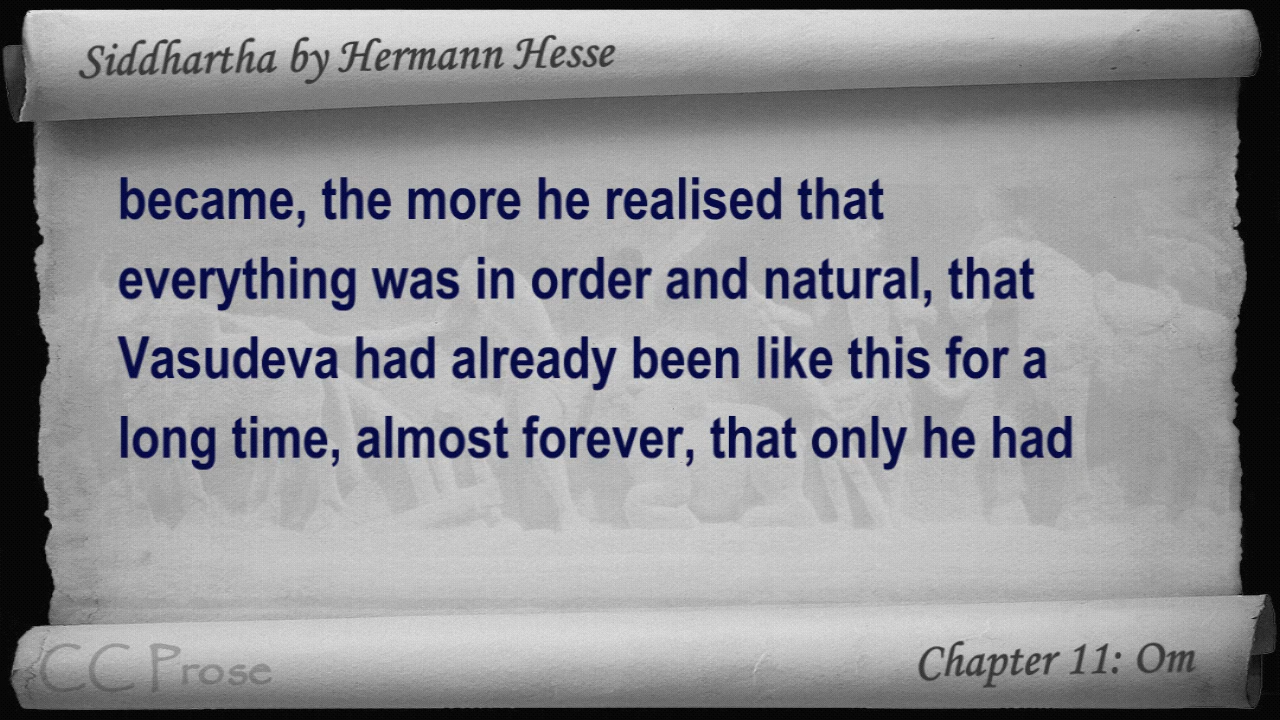 Siddhartha by Hermann Hesse
became, the more he realised that
everything was in order and natural, that
Vasudeva had already been like this for a
long time, almost forever, that only he had
CC Prose
Chapter 11: Om